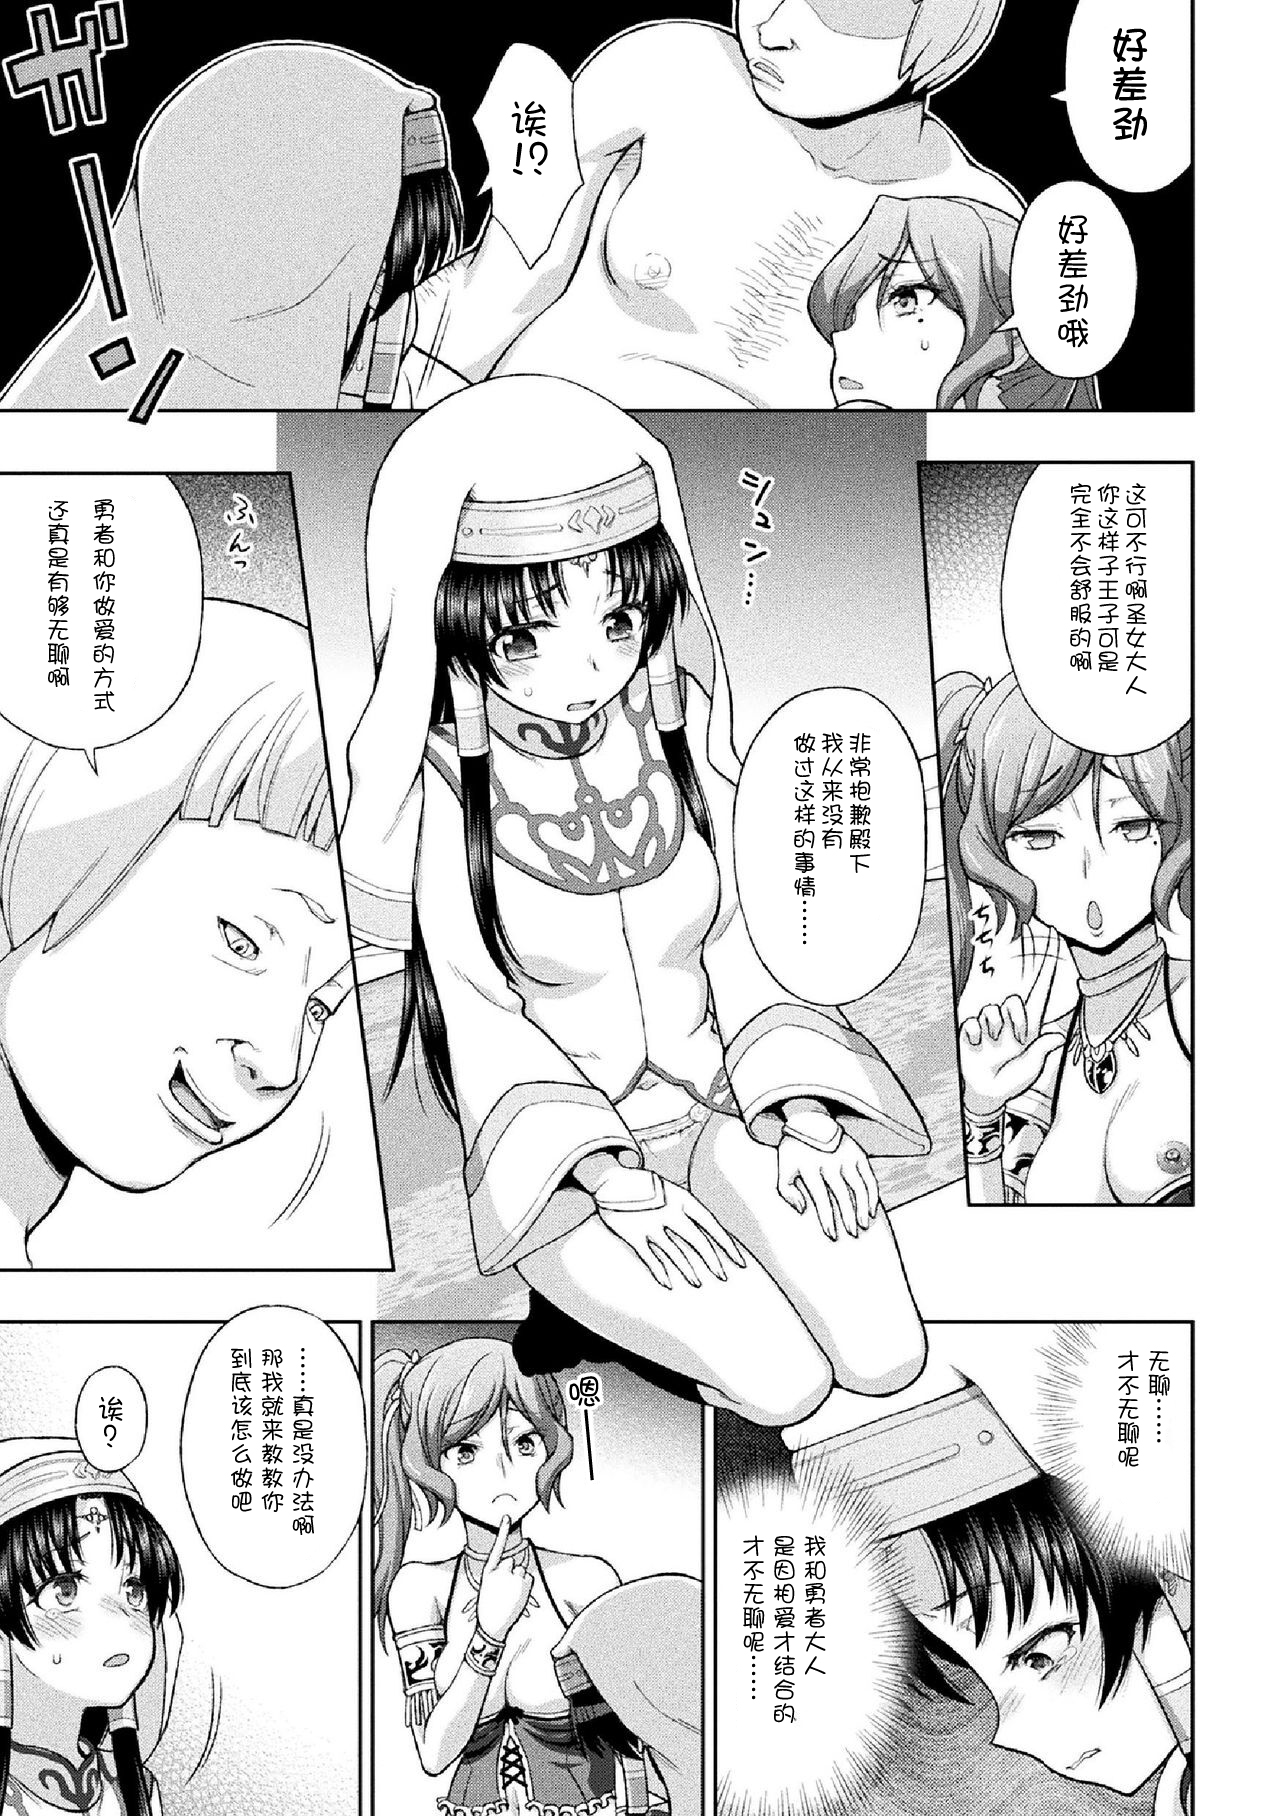 好差劲
好差劲哦
诶!?
ガーーン
这可不行啊圣女大人
你这样子王子可是
完全不会舒服的啊
ちちち
シュン…
非常抱歉殿下
我从来没有
做过这样的事情……
ふんっ
勇者和你做爱的方式
还真是有够无聊啊
无聊……
才不无聊呢
我和勇者大人
是因相爱才结合的
才不无聊呢……
嗯—
……真是没办法啊
那我就来教教你
到底该怎么做吧
诶?